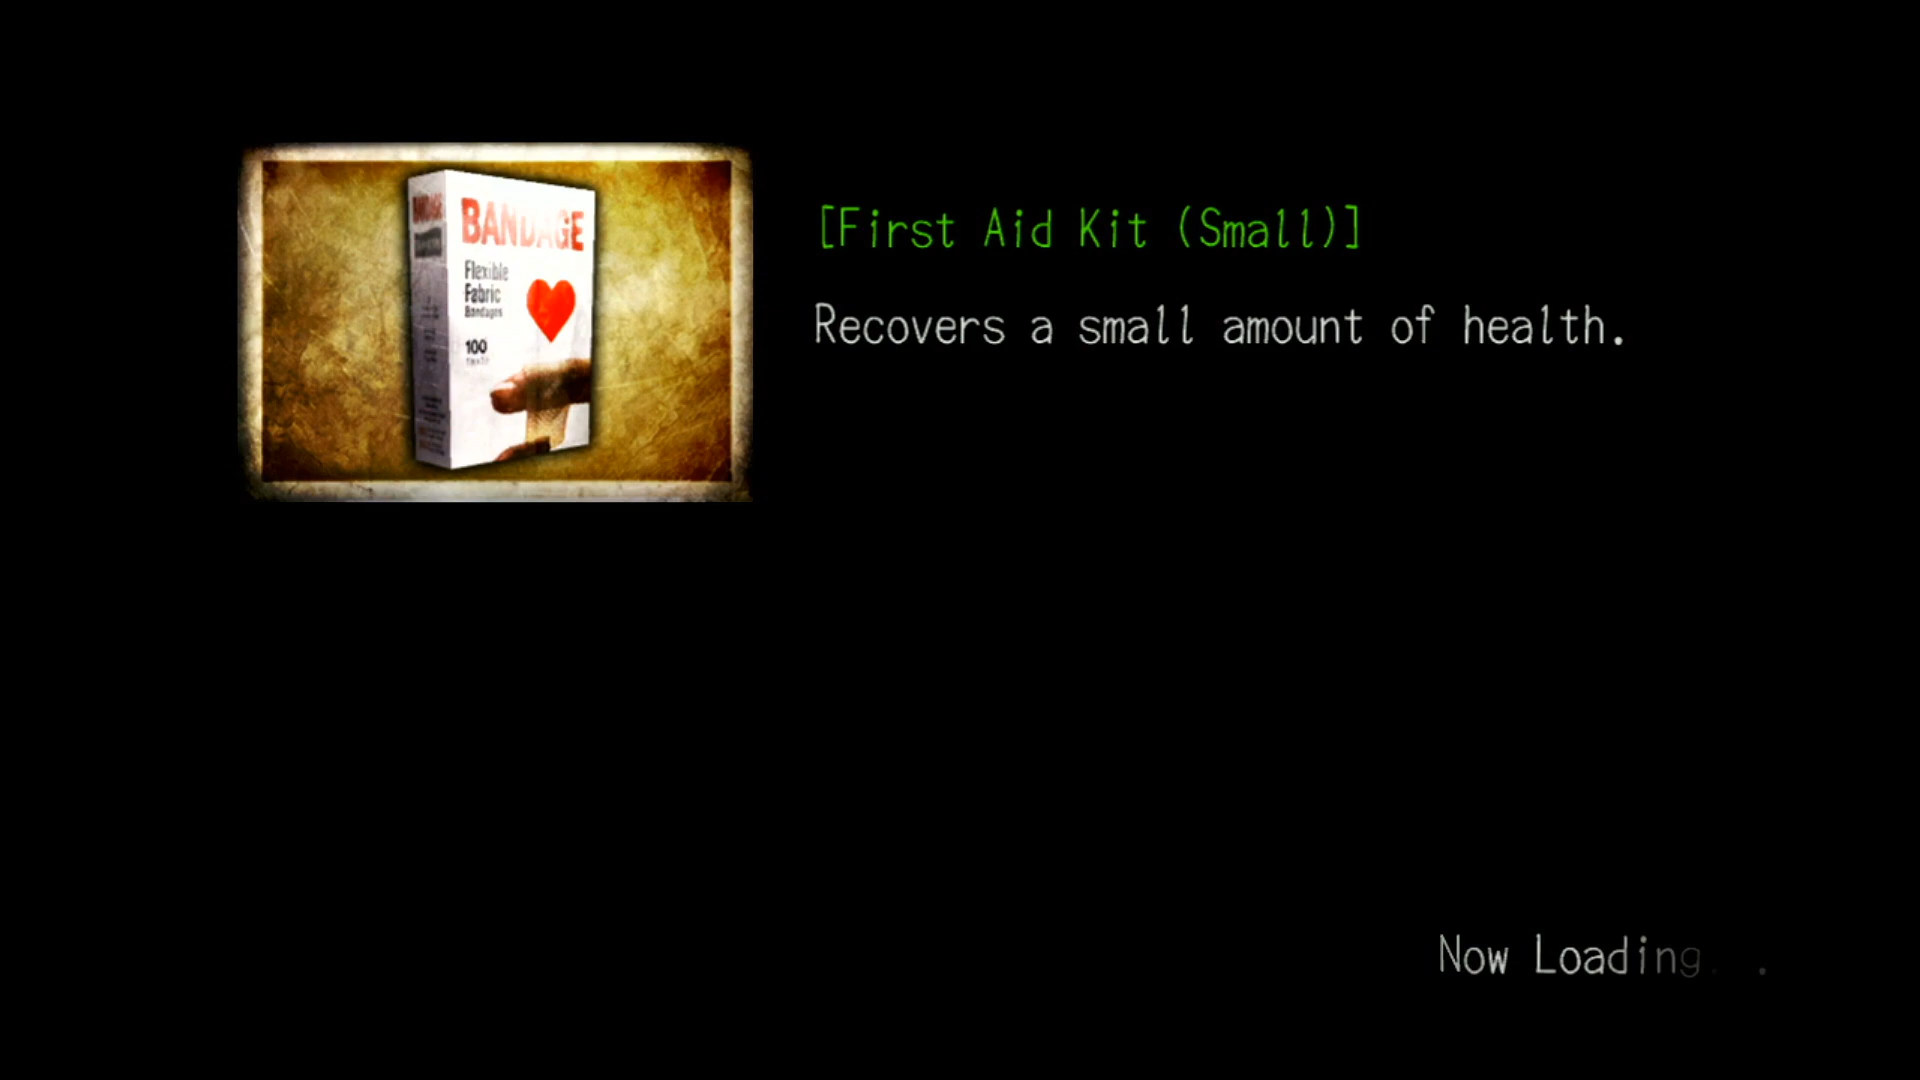 BANDAGE
Flexible
Fabric
Bandages
100
[First Aid Kit (Small)]
Recovers a small amount of health.
Now Loading. .